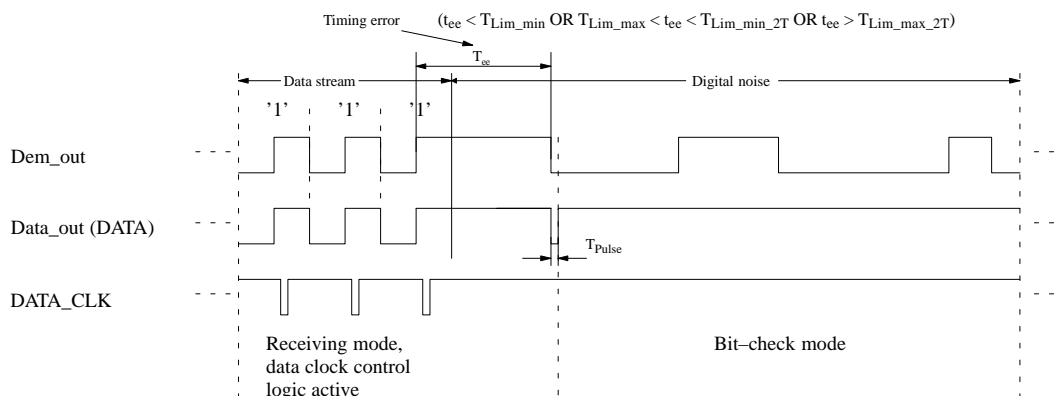 Timing error (tee < TLim_min OR TLim_max < tee < TLim_min_2T OR tee > TLim_max_2T)
Tee
Data stream Digital noise
'1' '1' '1'
Dem_out
Data_out (DATA)
TPulse
DATA_CLK
Receiving mode, Bit–check mode
data clock control
logic active